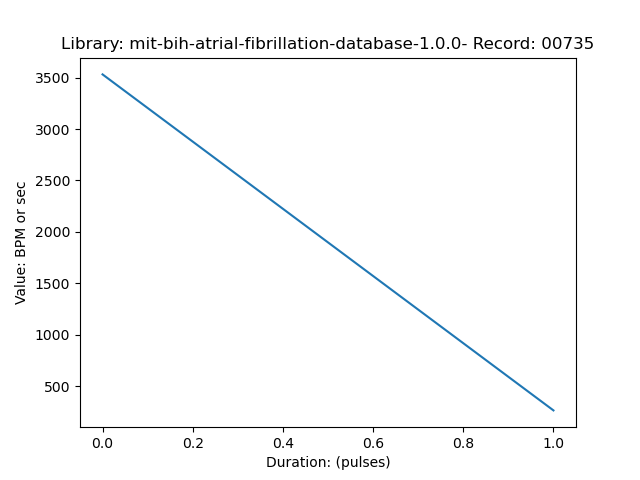 Library: mit-bih-atrial-fibrillation-database-1.0.0- Record: 00735
3500
3000
2500
2000
1500
1000
500
Value: BPM or sec
0.0 0.2 0.4 0.6 0.8 1.0
Duration: (pulses)